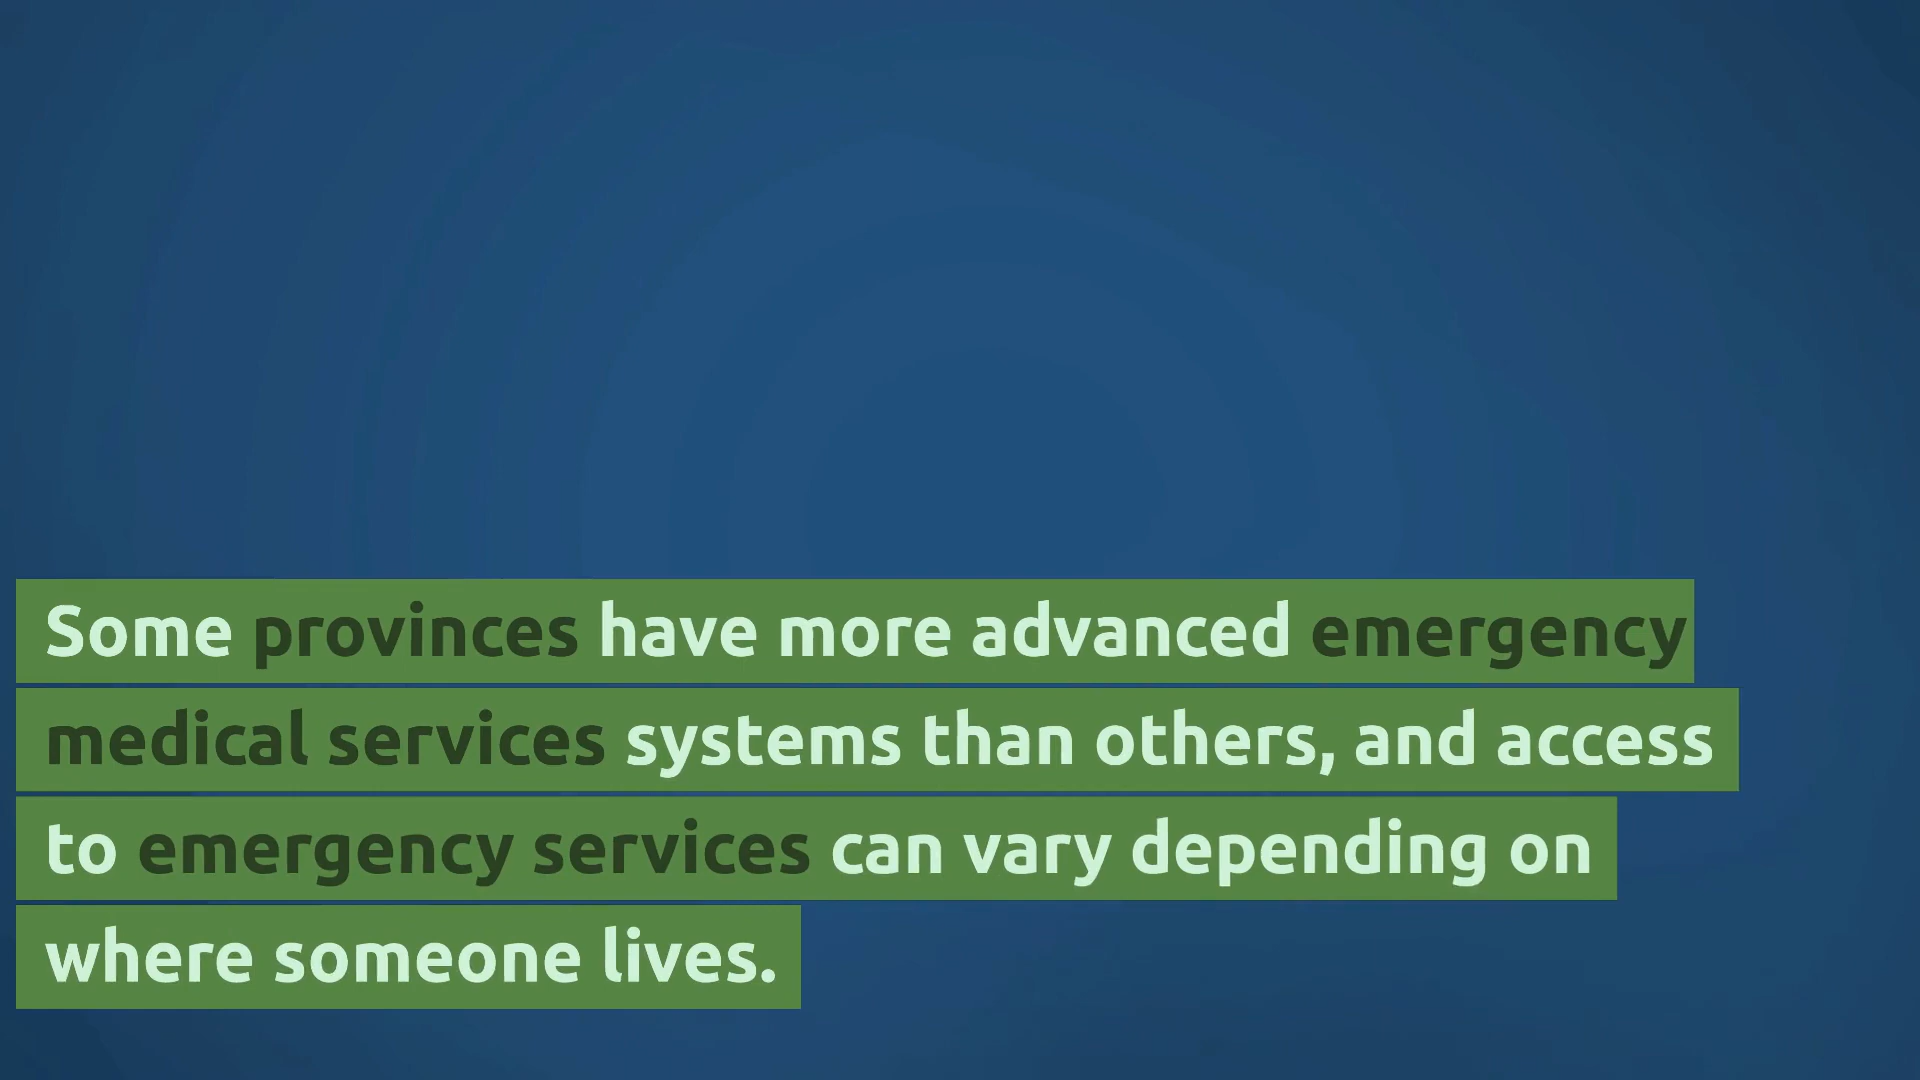 Some provinces have more advanced emergency
medical services systems than others, and access
to emergency services can vary depending on
where someone lives.